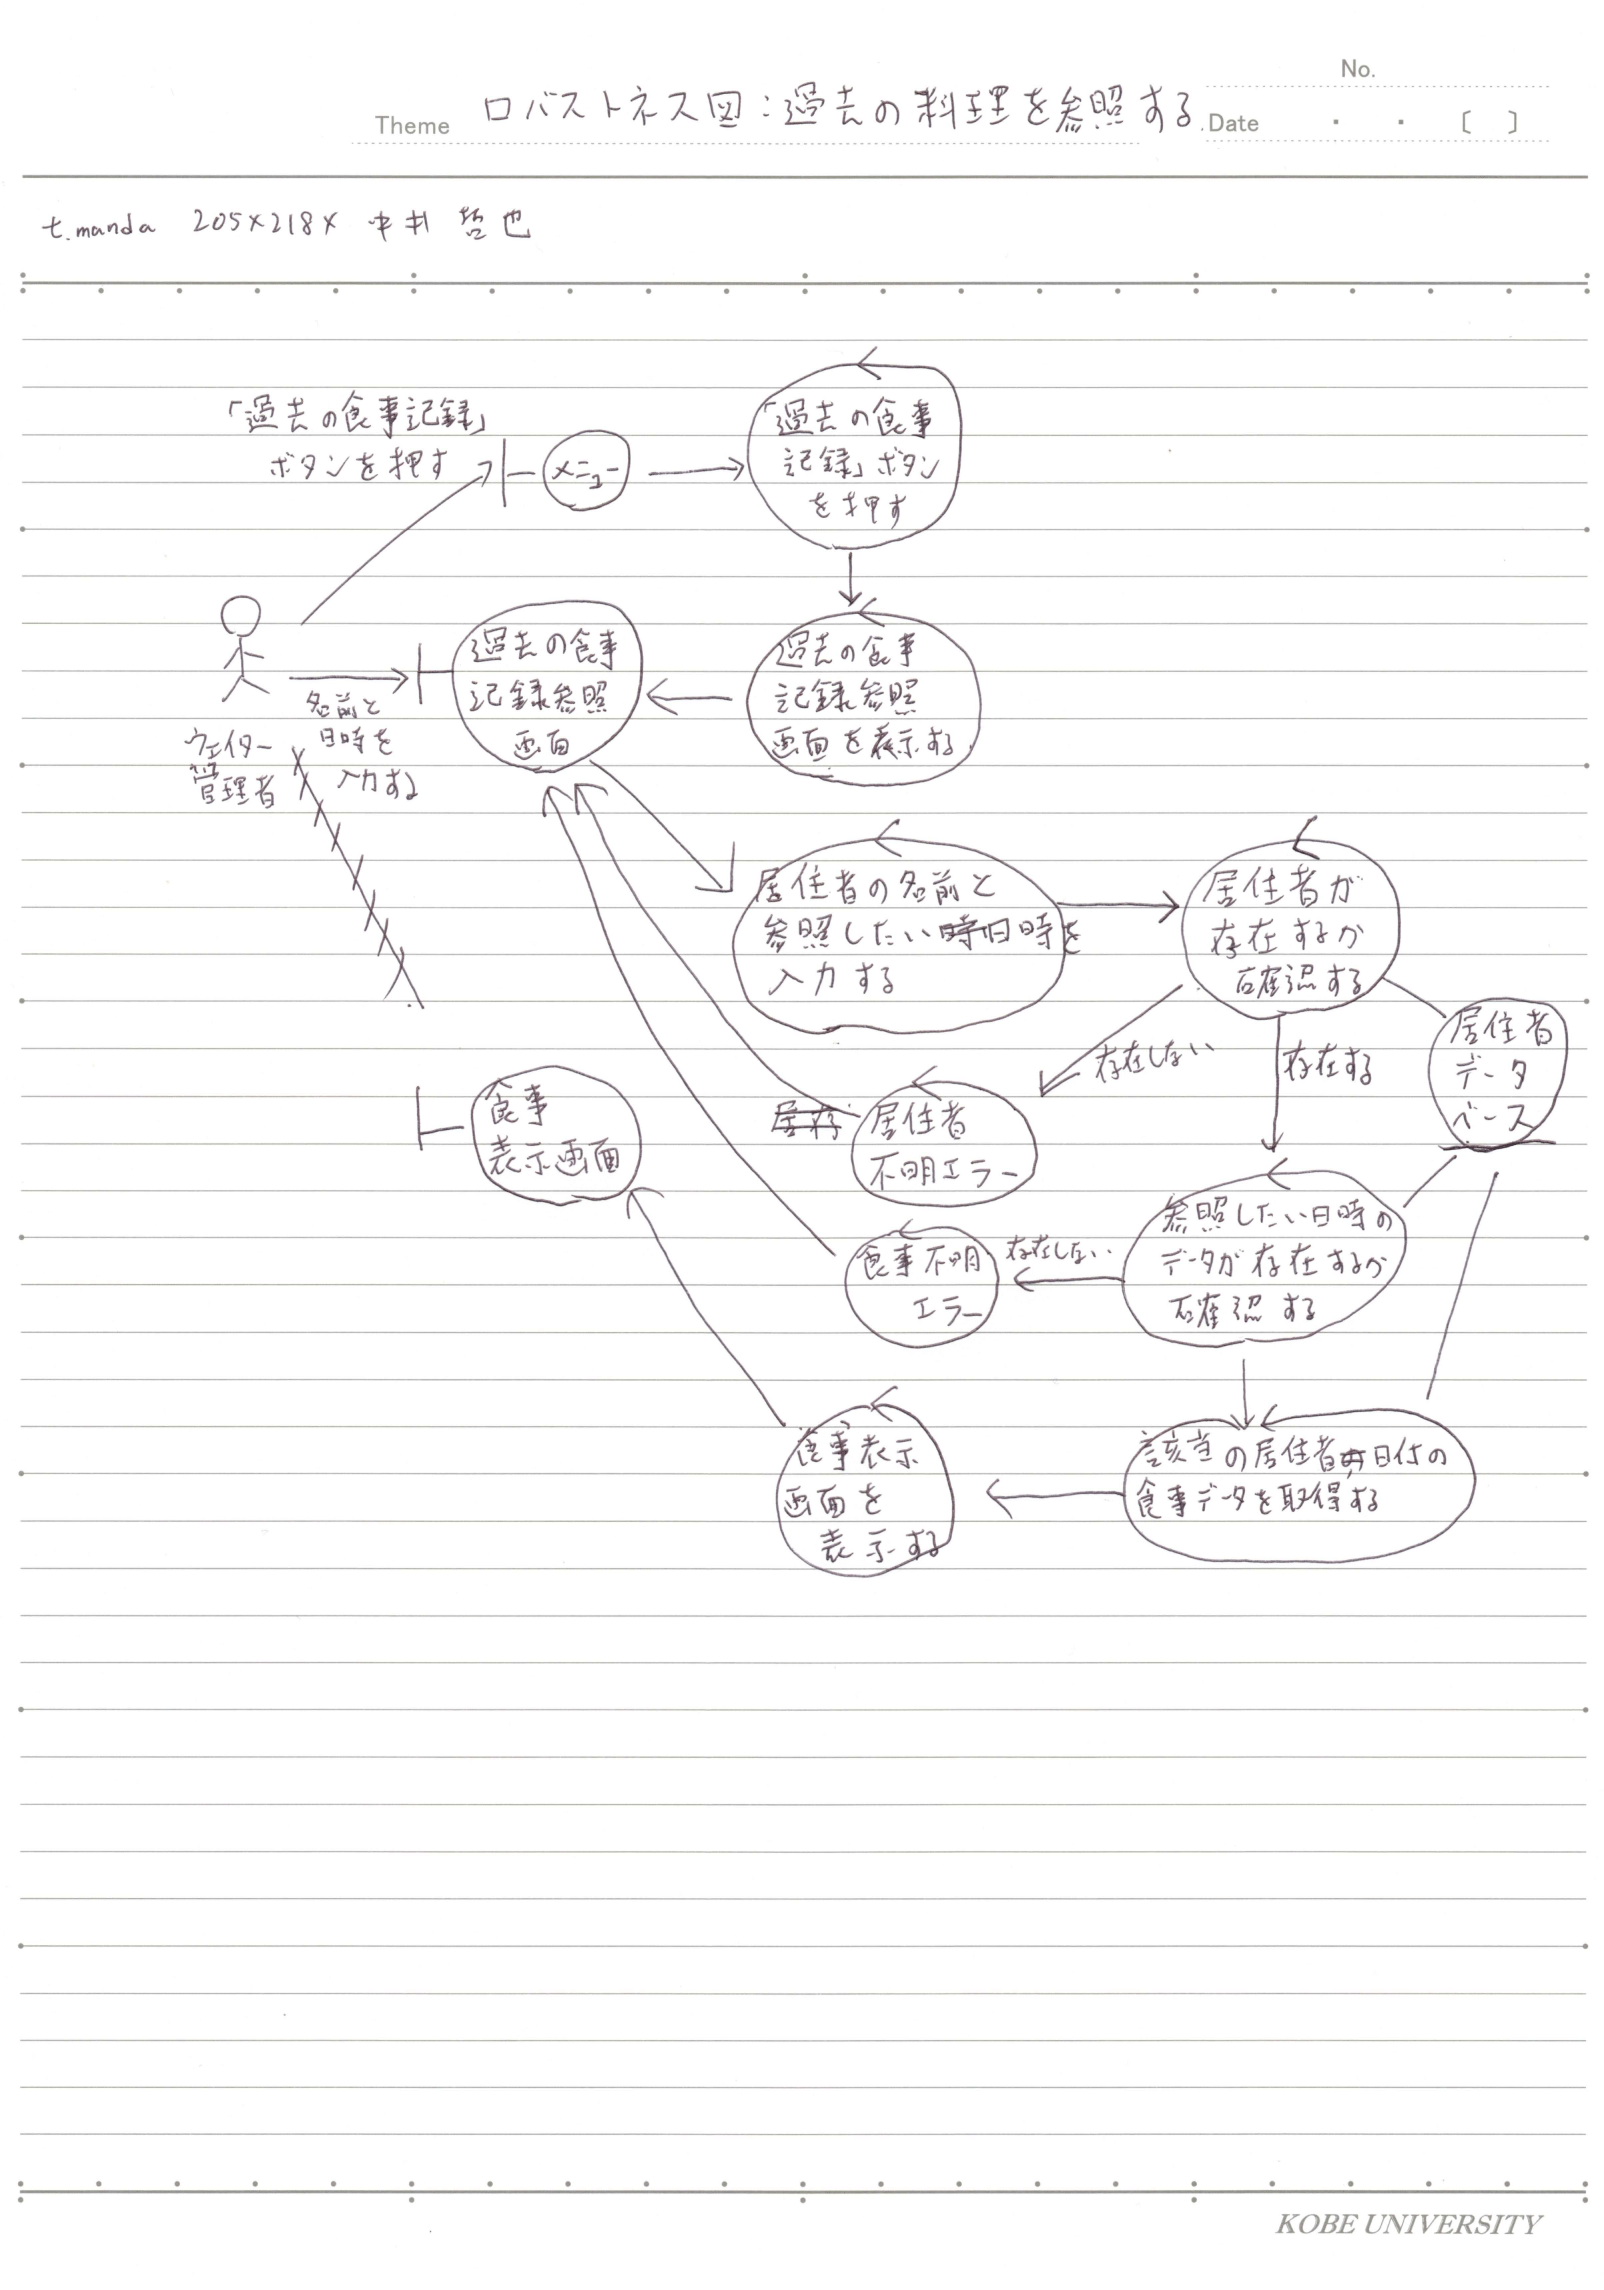 No.
Theme ロバストネス図:過去の料理を参照する Date ・ ・ 〔 〕
t.manda 205x218x 中井 哲也
「過去の食事記録」
ボタンを押す
メニュー
「過去の食事
記録」ボタン
を押す
過去の食事
記録参照
画面
過去の食事
記録参照
画面を表示する
名前と
日時を
入力する
ウェイター
管理者
居住者の名前と
参照したい時日時を
入力する
居住者が
存在するか
確認する
居住者
データ
ベース
存在しない
存在する
食事
表示画面
居存
居住者
不明エラー
参照したい日時の
データが存在するか
確認する
存在しない
食事不明
エラー
食事表示
画面を
表示する
該当の居住者、日付の
食事データを取得する
KOBE UNIVERSITY